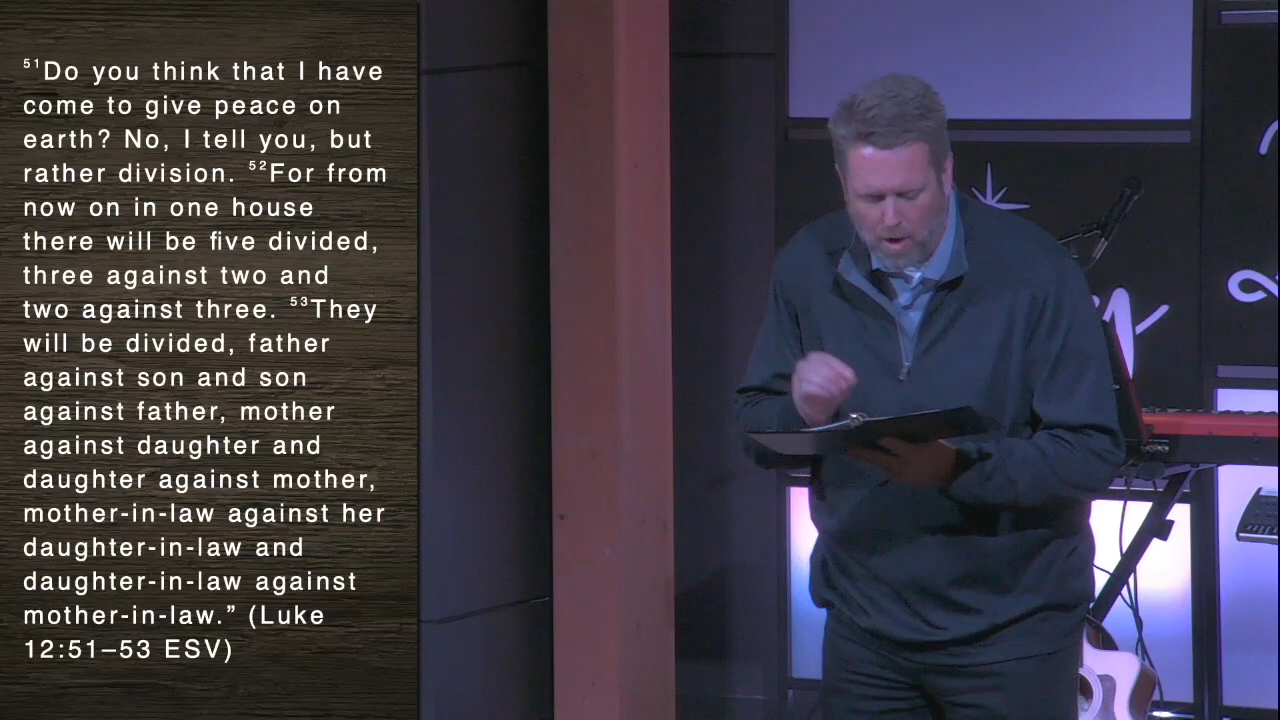 ⁵¹Do you think that I have
come to give peace on
earth? No, I tell you, but
rather division. ⁵²For from
now on in one house
there will be five divided,
three against two and
two against three. ⁵³They
will be divided, father
against son and son
against father, mother
against daughter and
daughter against mother,
mother-in-law against her
daughter-in-law and
daughter-in-law against
mother-in-law.” (Luke
12:51–53 ESV)